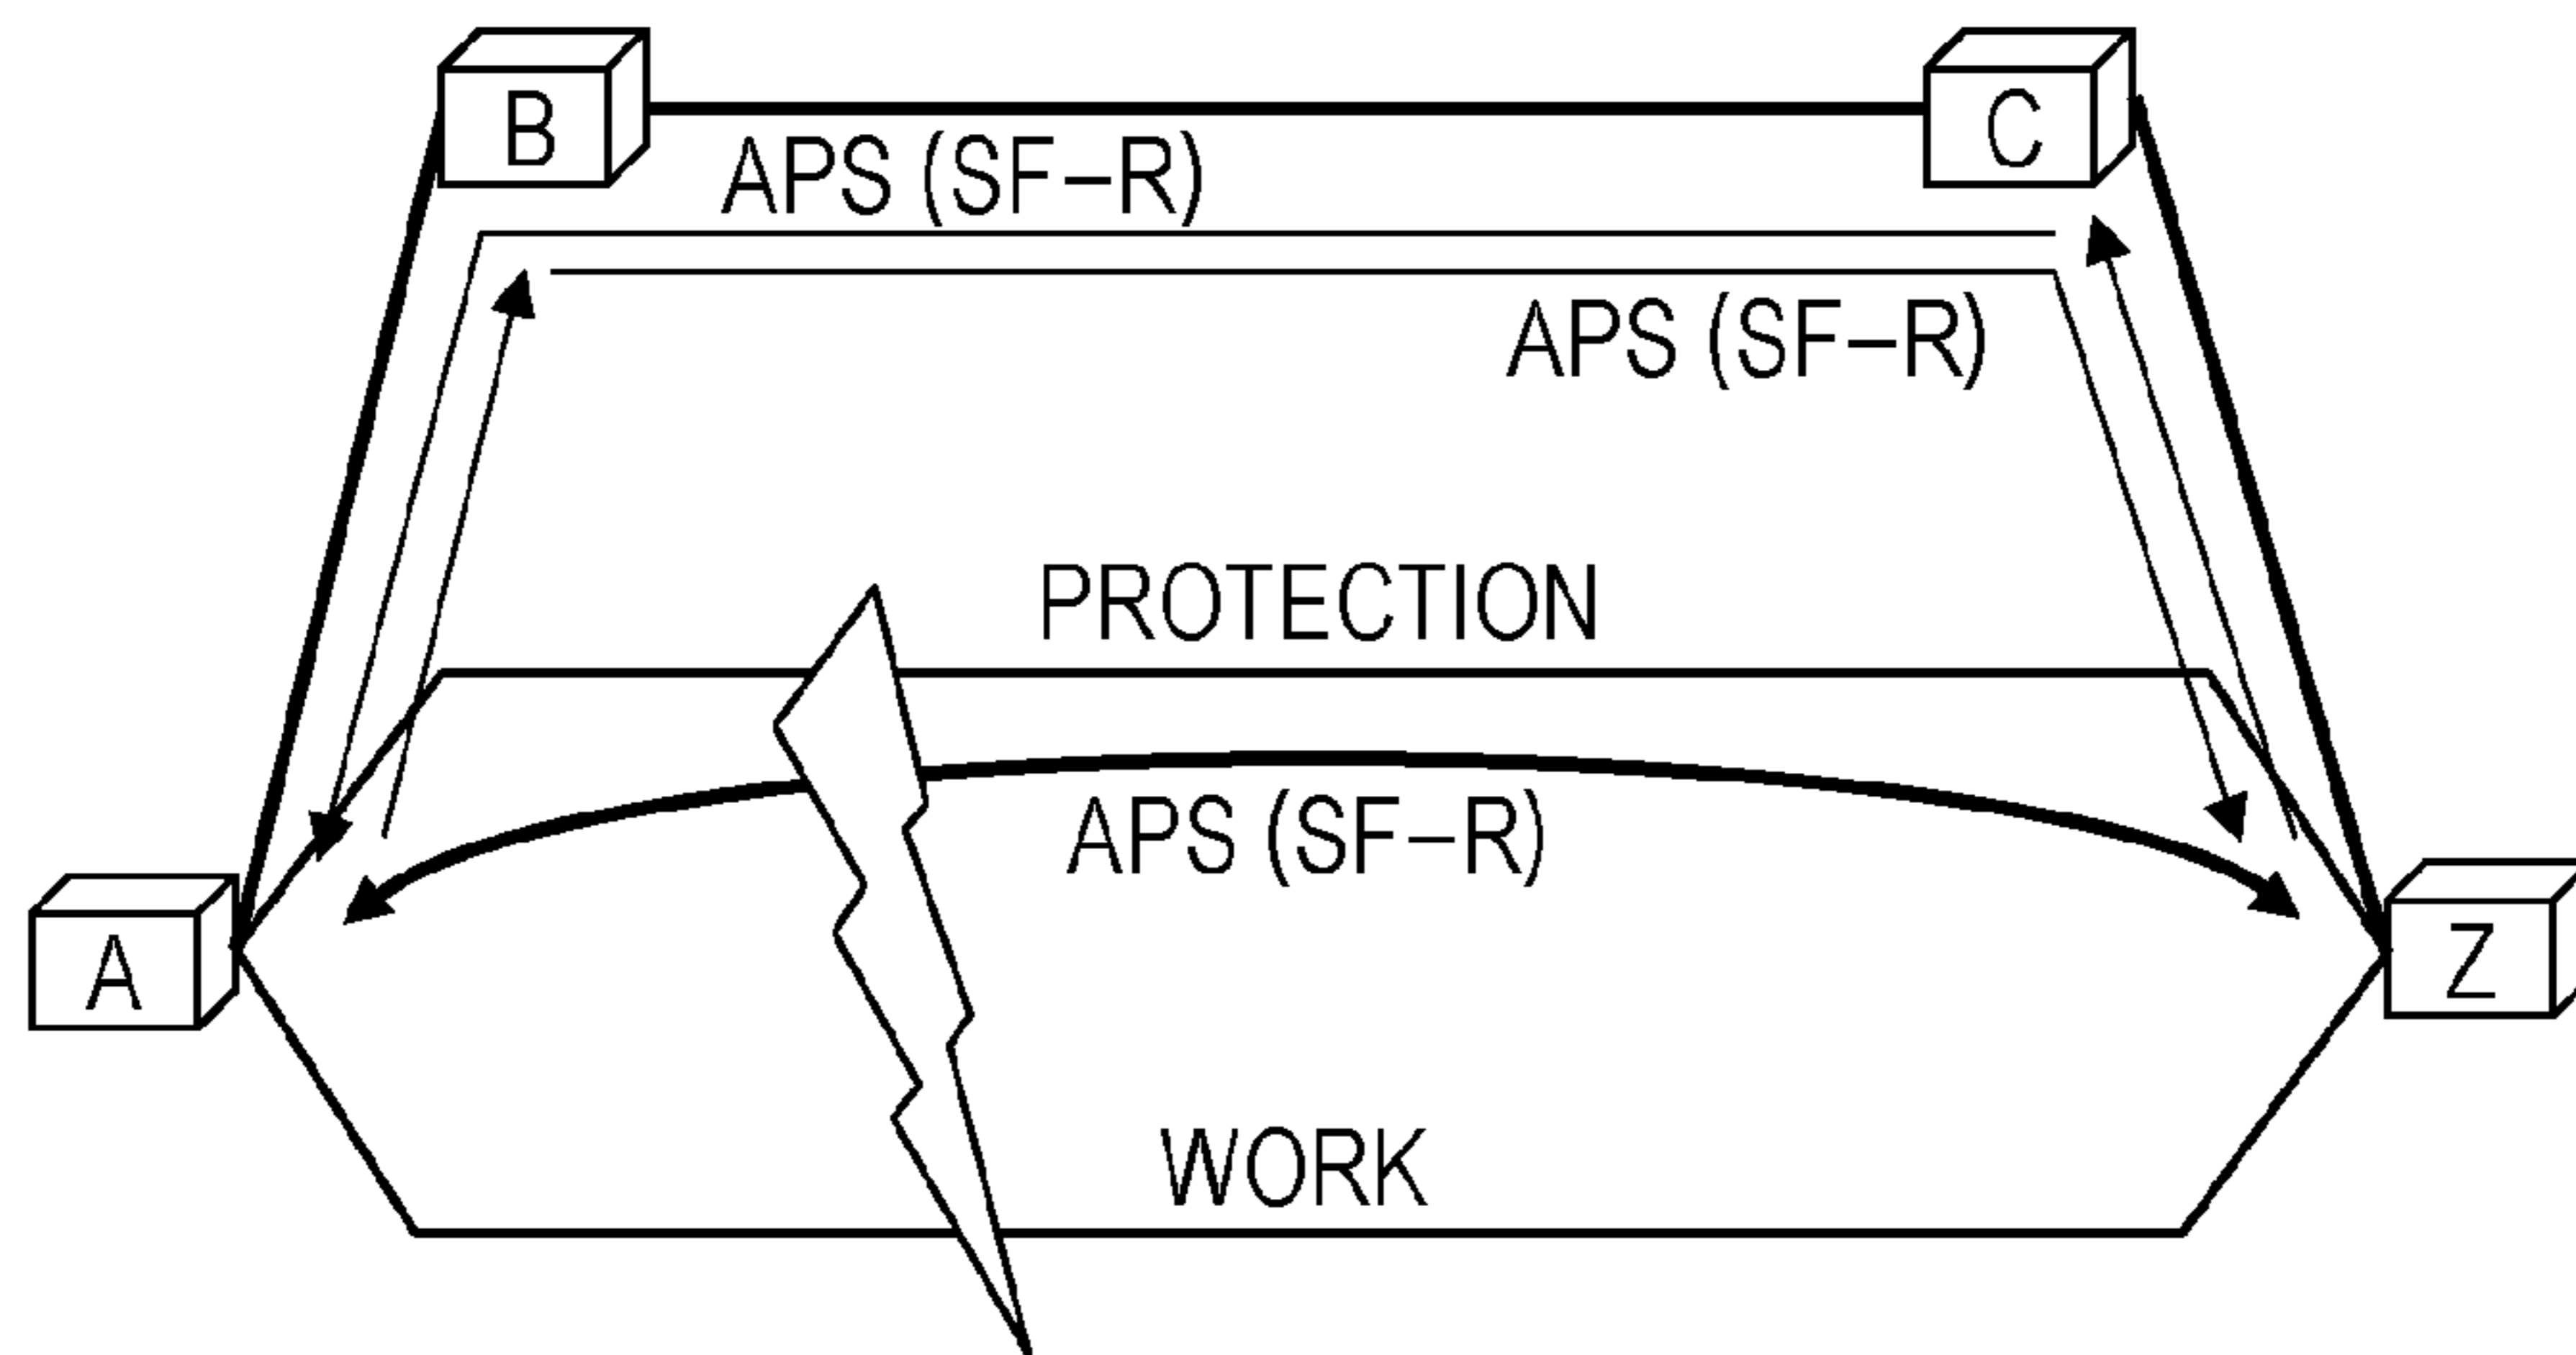 B
C
APS (SF–R)
APS (SF–R)
PROTECTION
APS (SF–R)
A
Z
WORK